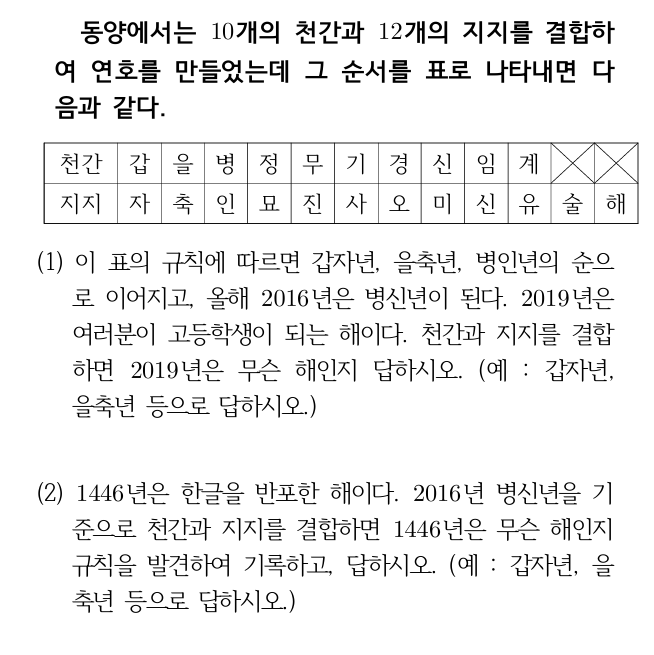 동양에서는 10개의 천간과 12개의 지지를 결합하
여 연호를 만들었는데 그 순서를 표로 나타내면 다
음과 같다.
천간 갑 을 병 정 무 기 경 신 임 계
지지 자 축 인 묘 진 사 오 미 신 유 술 해
(1) 이 표의 규칙에 따르면 갑자년, 을축년, 병인년의 순으
로 이어지고, 올해 2016년은 병신년이 된다. 2019년은
여러분이 고등학생이 되는 해이다. 천간과 지지를 결합
하면 2019년은 무슨 해인지 답하시오. (예 : 갑자년,
을축년 등으로 답하시오.)
(2) 1446년은 한글을 반포한 해이다. 2016년 병신년을 기
준으로 천간과 지지를 결합하면 1446년은 무슨 해인지
규칙을 발견하여 기록하고, 답하시오. (예 : 갑자년, 을
축년 등으로 답하시오.)